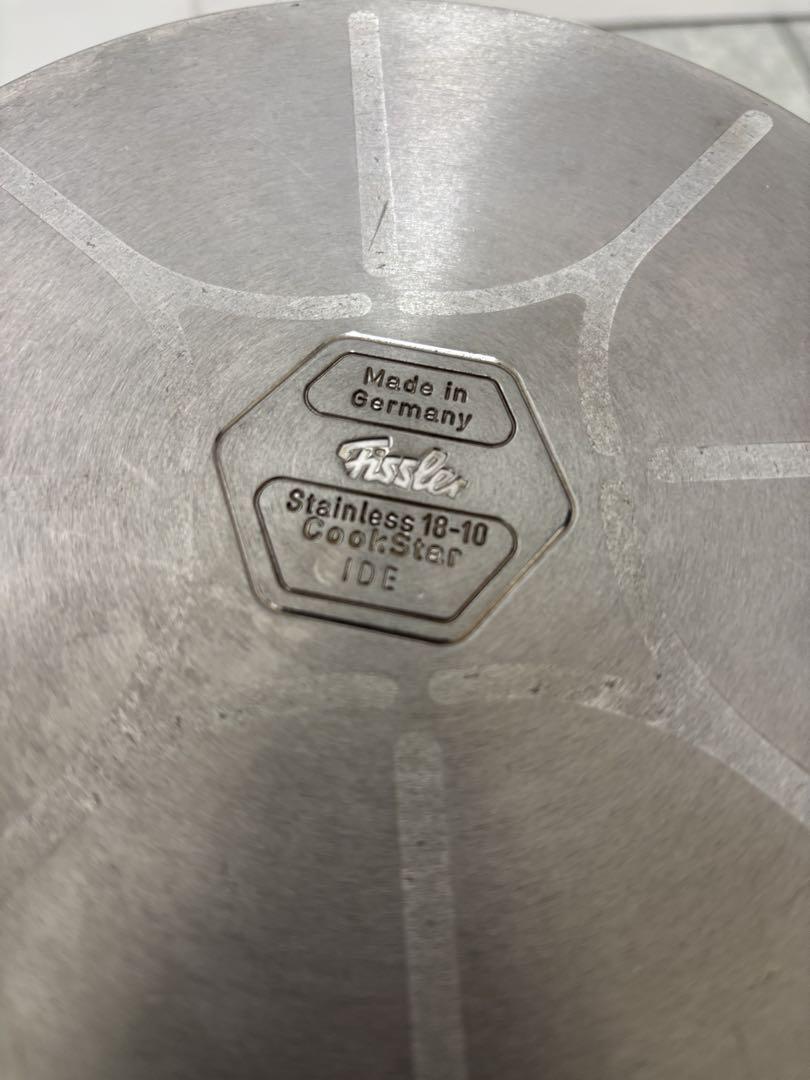 Made in
Germany
Fissler
Stainless 18-10
CookStar
IDE